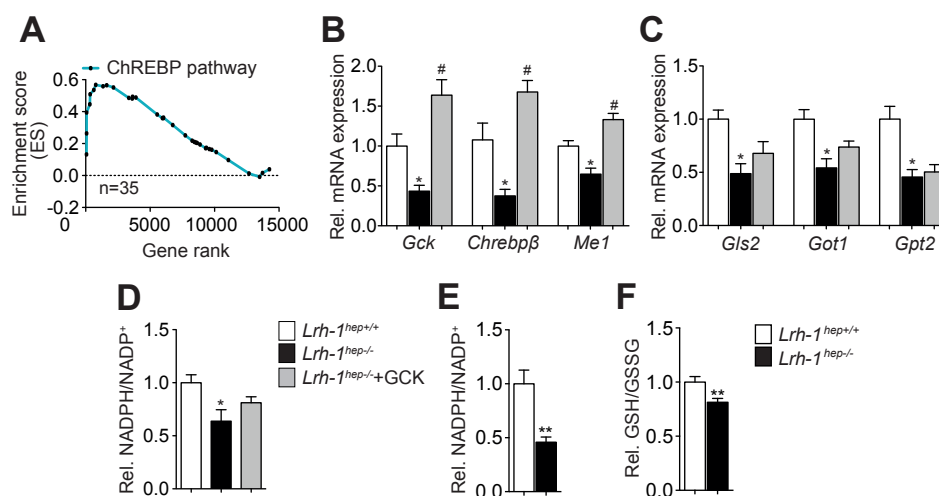 A
ChREBP pathway
Enrichment score
(ES)
0.6
0.4
0.2
0.0
-0.2
n=35
0
5000
10000
15000
Gene rank
B
Rel. mRNA expression
2.0
1.5
1.0
0.5
0.0
*
#
*
#
*
#
Gck
Chrebpβ
Me1
C
Rel. mRNA expression
1.5
1.0
0.5
0.0
*
*
*
Gls2
Got1
Gpt2
D
Rel. NADPH/NADP⁺
1.5
1.0
0.5
0.0
*
Lrh-1ʰᵉᵖ⁺/⁺
Lrh-1ʰᵉᵖ⁻/⁻
Lrh-1ʰᵉᵖ⁻/⁻+GCK
E
Rel. NADPH/NADP⁺
1.5
1.0
0.5
0.0
**
F
Rel. GSH/GSSG
1.5
1.0
0.5
0.0
**
Lrh-1ʰᵉᵖ⁺/⁺
Lrh-1ʰᵉᵖ⁻/⁻